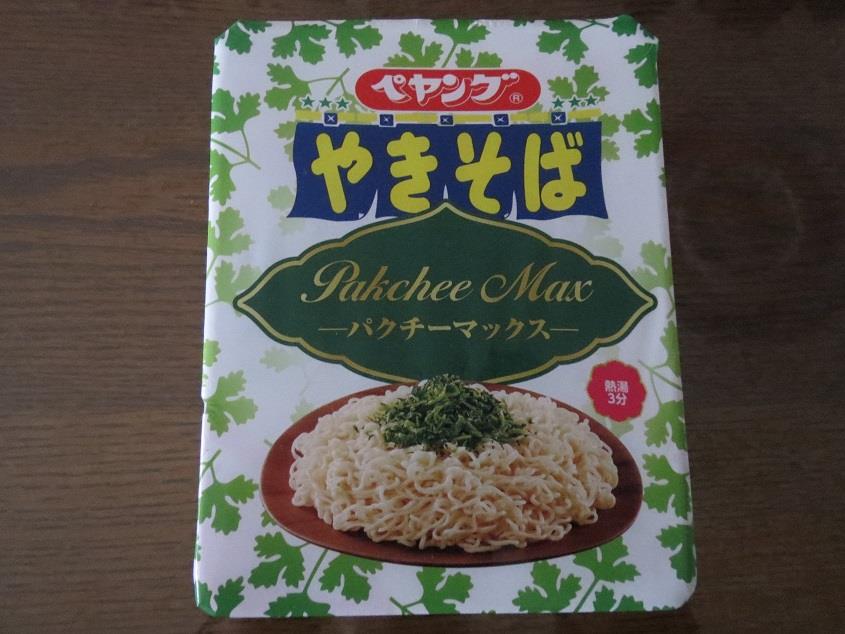 ペヤング®
やきそば
Pakchee Max
—パクチーマックス—
熱湯
3分